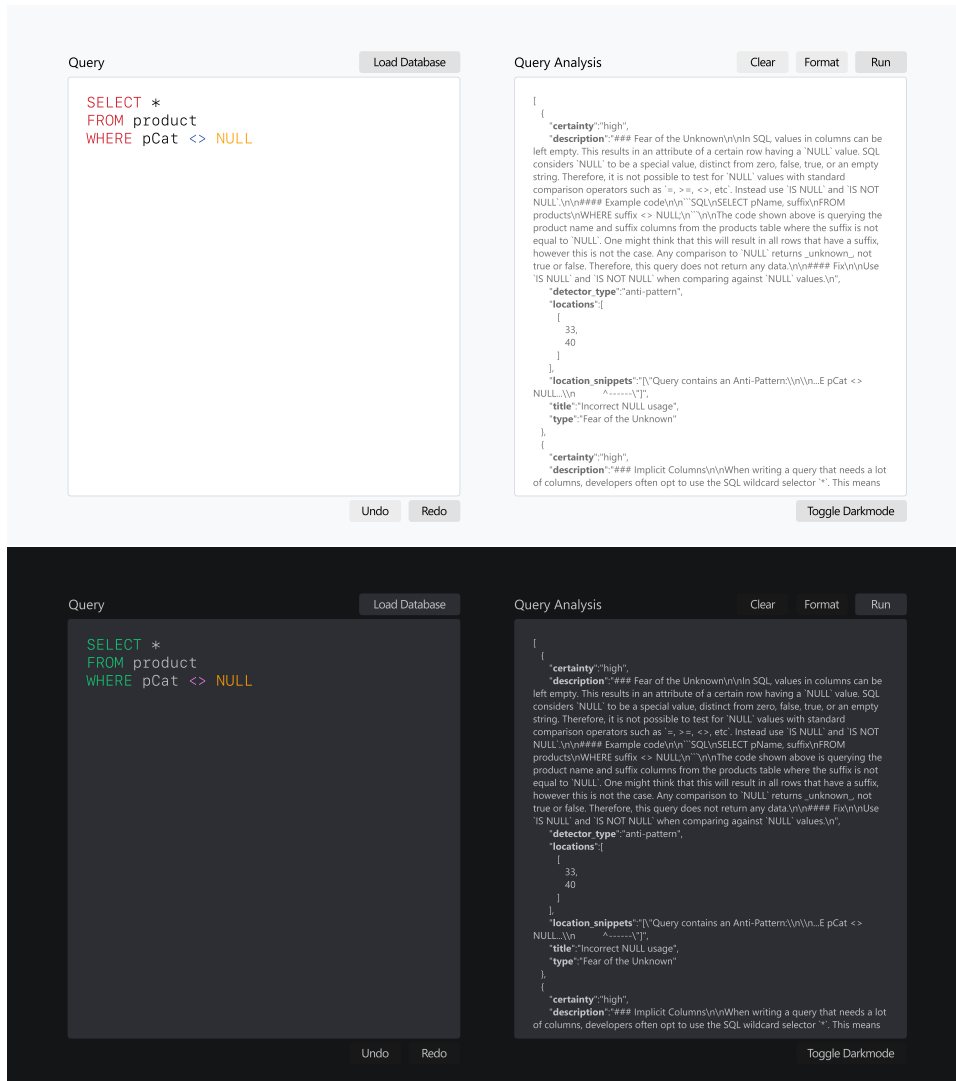 Query
Load Database
SELECT *
FROM product
WHERE pCat <> NULL
Undo
Redo
Query Analysis
Clear
Format
Run
[
{
"certainty":"high",
"description":"### Fear of the Unknown\n\nIn SQL, values in columns can be
left empty. This results in an attribute of a certain row having a `NULL` value. SQL
considers `NULL` to be a special value, distinct from zero, false, true, or an empty
string. Therefore, it is not possible to test for `NULL` values with standard
comparison operators such as `=, >=, <>, etc`. Instead use `IS NULL` and `IS NOT
NULL`.\n\n#### Example code\n\n```SQL\nSELECT pName, suffix\nFROM
products\nWHERE suffix <> NULL;\n```\n\nThe code shown above is querying the
product name and suffix columns from the products table where the suffix is not
equal to `NULL`. One might think that this will result in all rows that have a suffix,
however this is not the case. Any comparison to `NULL` returns _unknown_, not
true or false. Therefore, this query does not return any data.\n\n#### Fix\n\nUse
`IS NULL` and `IS NOT NULL` when comparing against `NULL` values.\n",
"detector_type":"anti-pattern",
"locations":[
[
33,
40
]
],
"location_snippets":"[\"Query contains an Anti-Pattern:\\n\\n...E pCat <>
NULL...\\n ^------\"]",
"title":"Incorrect NULL usage",
"type":"Fear of the Unknown"
},
{
"certainty":"high",
"description":"### Implicit Columns\n\nWhen writing a query that needs a lot
of columns, developers often opt to use the SQL wildcard selector `*`. This means
Toggle Darkmode
Query
Load Database
SELECT *
FROM product
WHERE pCat <> NULL
Undo
Redo
Query Analysis
Clear
Format
Run
[
{
"certainty":"high",
"description":"### Fear of the Unknown\n\nIn SQL, values in columns can be
left empty. This results in an attribute of a certain row having a `NULL` value. SQL
considers `NULL` to be a special value, distinct from zero, false, true, or an empty
string. Therefore, it is not possible to test for `NULL` values with standard
comparison operators such as `=, >=, <>, etc`. Instead use `IS NULL` and `IS NOT
NULL`.\n\n#### Example code\n\n```SQL\nSELECT pName, suffix\nFROM
products\nWHERE suffix <> NULL;\n```\n\nThe code shown above is querying the
product name and suffix columns from the products table where the suffix is not
equal to `NULL`. One might think that this will result in all rows that have a suffix,
however this is not the case. Any comparison to `NULL` returns _unknown_, not
true or false. Therefore, this query does not return any data.\n\n#### Fix\n\nUse
`IS NULL` and `IS NOT NULL` when comparing against `NULL` values.\n",
"detector_type":"anti-pattern",
"locations":[
[
33,
40
]
],
"location_snippets":"[\"Query contains an Anti-Pattern:\\n\\n...E pCat <>
NULL...\\n ^------\"]",
"title":"Incorrect NULL usage",
"type":"Fear of the Unknown"
},
{
"certainty":"high",
"description":"### Implicit Columns\n\nWhen writing a query that needs a lot
of columns, developers often opt to use the SQL wildcard selector `*`. This means
Toggle Darkmode